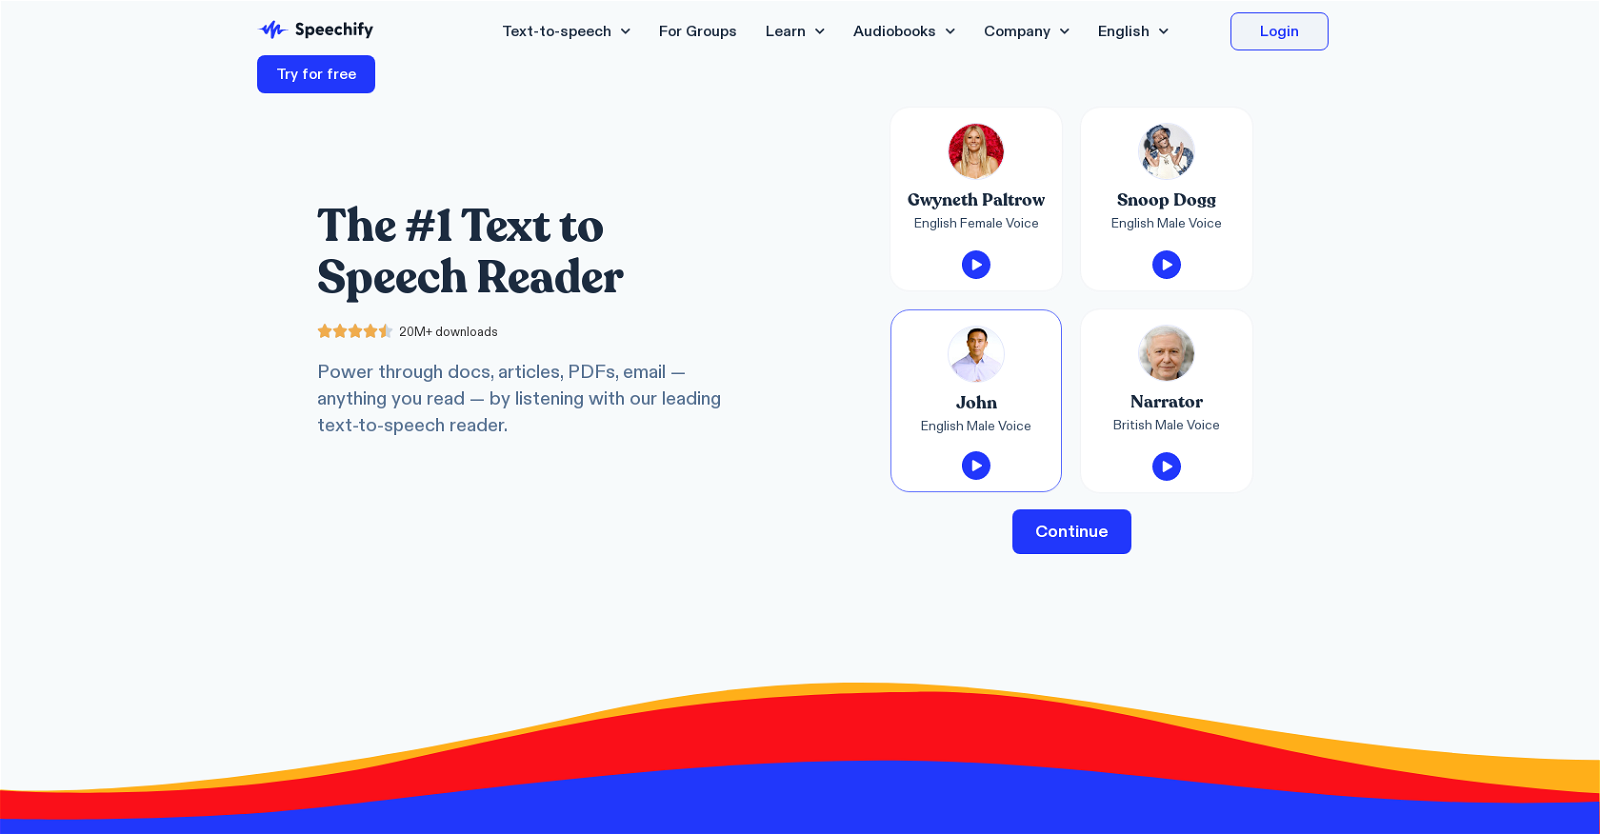 Speechify
Text-to-speech
For Groups
Learn
Audiobooks
Company
English
Login
Try for free
The #1 Text to
Speech Reader
20M+ downloads
Power through docs, articles, PDFs, email —
anything you read — by listening with our leading
text-to-speech reader.
Gwyneth Paltrow
English Female Voice
Snoop Dogg
English Male Voice
John
English Male Voice
Narrator
British Male Voice
Continue